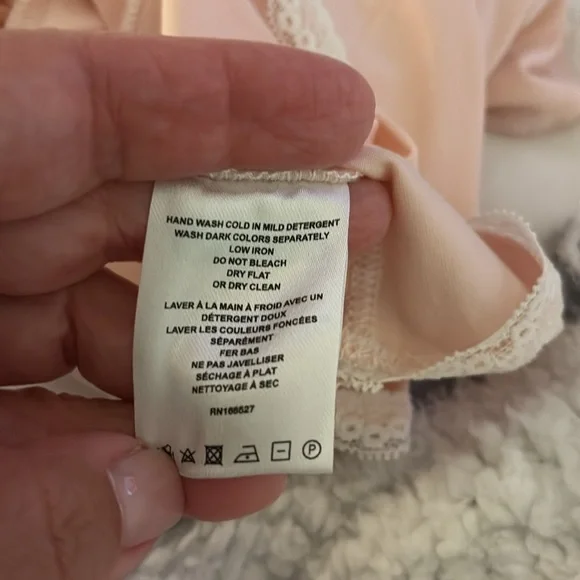 HAND WASH COLD IN MILD DETERGENT
WASH DARK COLORS SEPARATELY
LOW IRON
DO NOT BLEACH
DRY FLAT
OR DRY CLEAN
LAVER À LA MAIN À FROID AVEC UN
DÉTERGENT DOUX
LAVER LES COULEURS FONCÉES
SÉPARÉMENT
FER BAS
NE PAS JAVELLISER
SÉCHAGE À PLAT
NETTOYAGE À SEC
RN166527
P